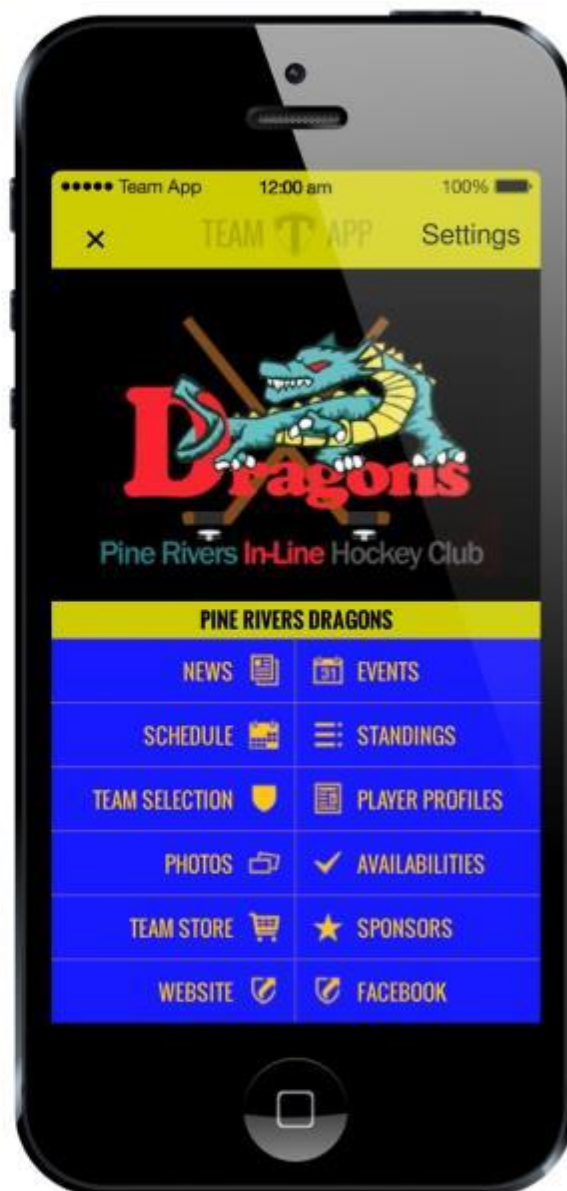 Team App 12:00 am 100%
× TEAM T APP Settings
Dragons
Pine Rivers In-Line Hockey Club
PINE RIVERS DRAGONS
NEWS 31 EVENTS
SCHEDULE STANDINGS
TEAM SELECTION PLAYER PROFILES
PHOTOS AVAILABILITIES
TEAM STORE SPONSORS
WEBSITE FACEBOOK